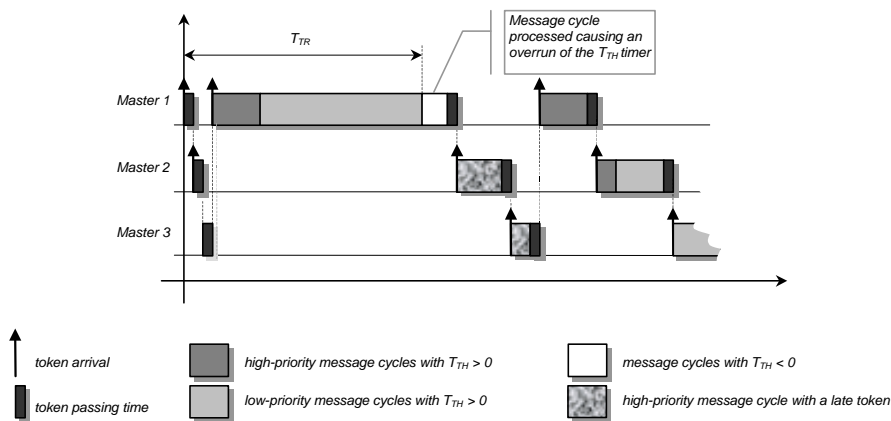 T_TR
Message cycle
processed causing an
overrun of the T_TH timer
Master 1
Master 2
Master 3
token arrival
high-priority message cycles with T_TH > 0
message cycles with T_TH < 0
token passing time
low-priority message cycles with T_TH > 0
high-priority message cycle with a late token